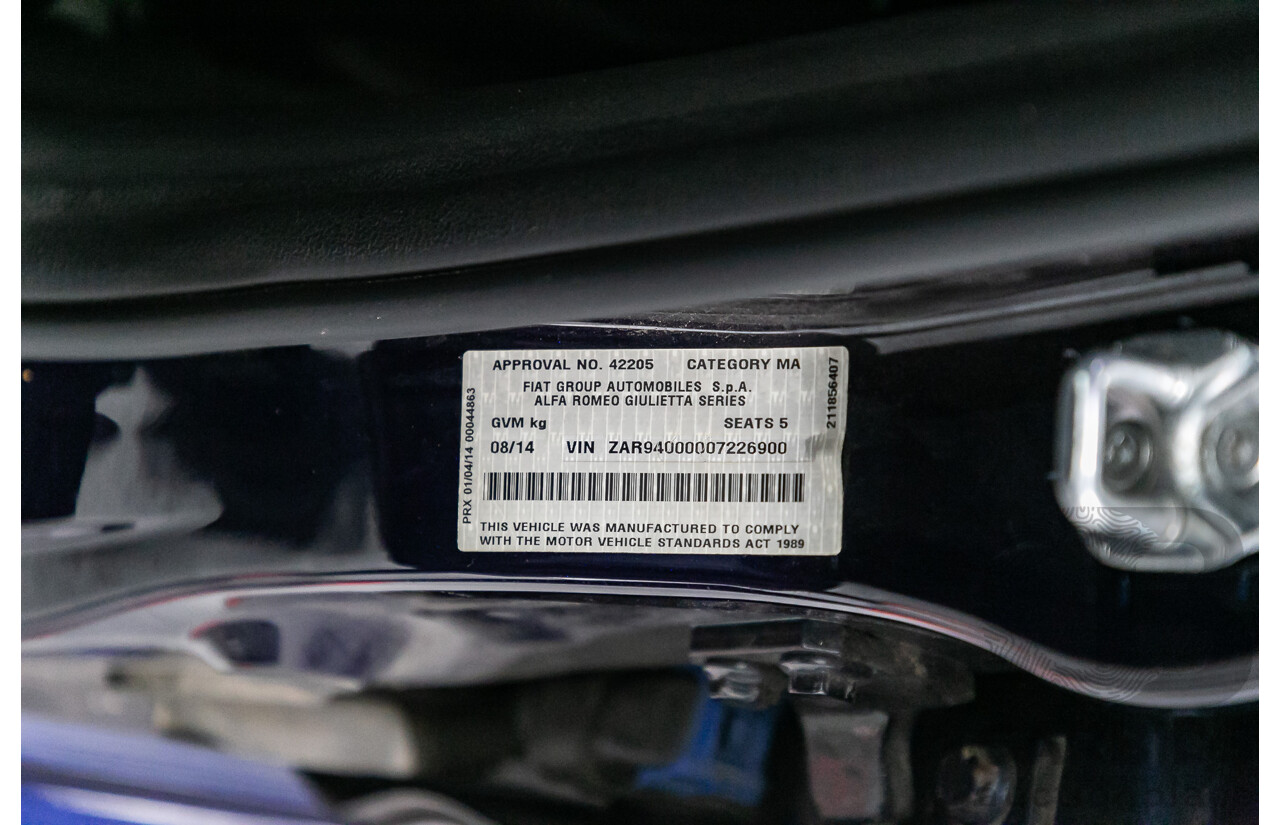 APPROVAL NO. 42205 CATEGORY MA
FIAT GROUP AUTOMOBILES S.p.A.
ALFA ROMEO GIULIETTA SERIES
GVM kg SEATS 5
08/14 VIN ZAR94000007226900
THIS VEHICLE WAS MANUFACTURED TO COMPLY
WITH THE MOTOR VEHICLE STANDARDS ACT 1989
PRX 01/04/14 00044863
211856407